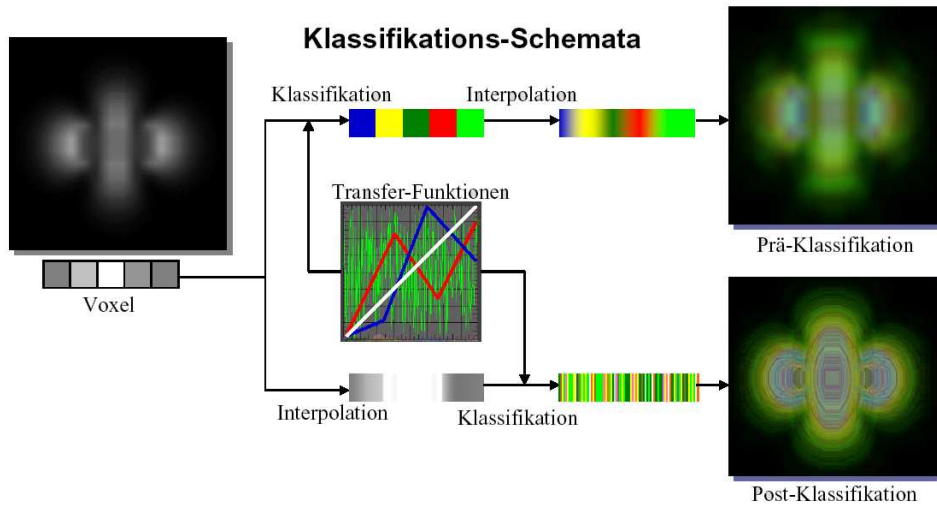 Klassifikations-Schemata
Klassifikation
Interpolation
Transfer-Funktionen
Voxel
Prä-Klassifikation
Interpolation
Klassifikation
Post-Klassifikation